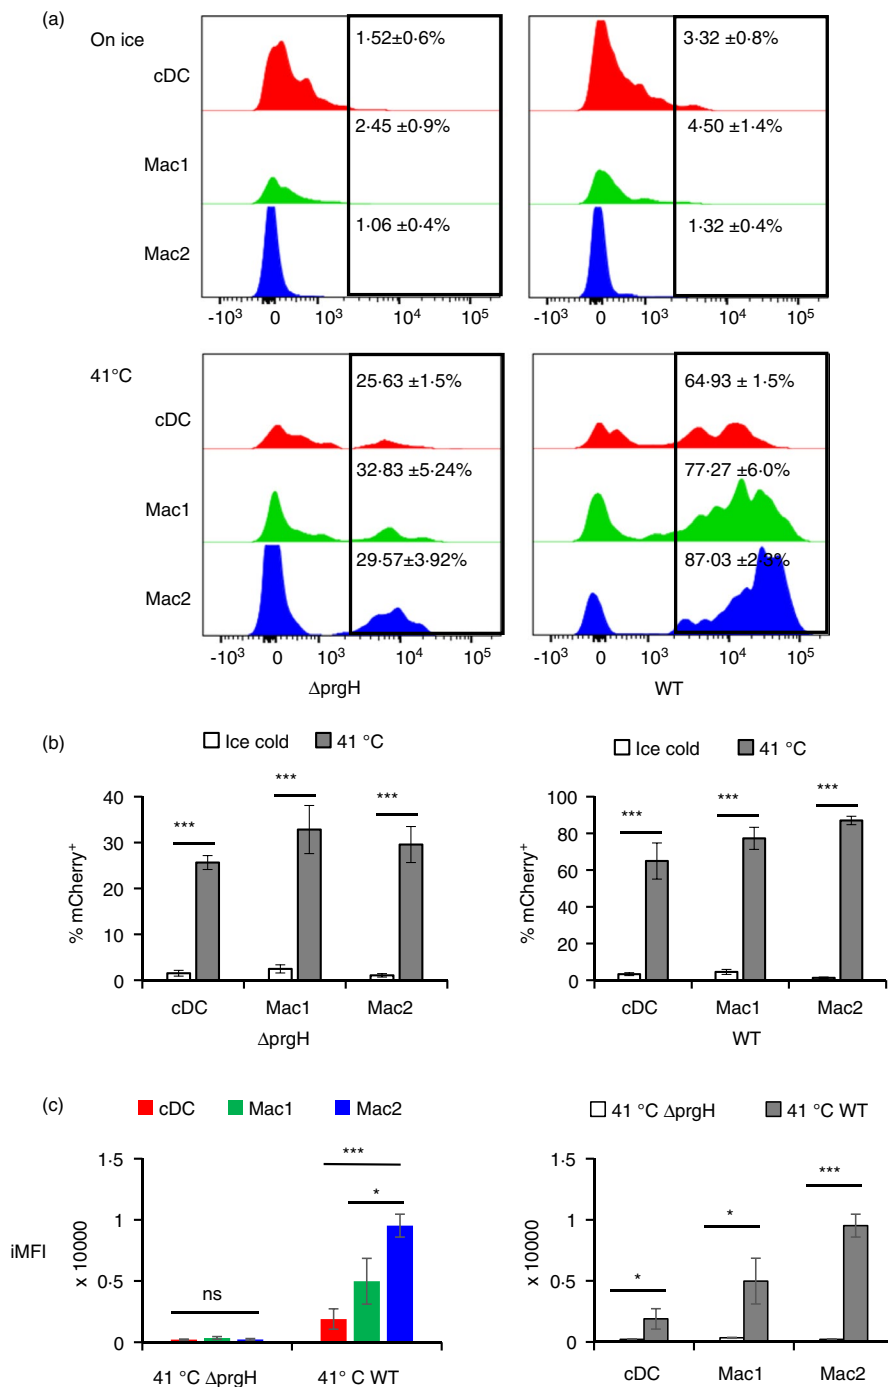 (a)
On ice
cDC
Mac1
Mac2
1·52±0·6%
2·45 ±0·9%
1·06 ±0·4%
-10³ 0 10³ 10⁴ 10⁵
3·32 ±0·8%
4·50 ±1·4%
1·32 ±0·4%
-10³ 0 10³ 10⁴ 10⁵
41°C
cDC
Mac1
Mac2
25·63 ±1·5%
32·83 ±5·24%
29·57±3·92%
-10³ 0 10³ 10⁴ 10⁵
ΔprgH
64·93 ± 1·5%
77·27 ±6·0%
87·03 ±2·3%
-10³ 0 10³ 10⁴ 10⁵
WT
(b)
Ice cold 41 °C
40
30
20
10
0
% mCherry⁺
*** *** ***
cDC Mac1 Mac2
ΔprgH
Ice cold 41 °C
100
80
60
40
20
0
% mCherry⁺
*** *** ***
cDC Mac1 Mac2
WT
(c)
cDC Mac1 Mac2
iMFI
x 10000
1·5
1
0·5
0
ns
***
*
41 °C ΔprgH 41° C WT
41 °C ΔprgH 41 °C WT
x 10000
1·5
1
0·5
0
* * ***
cDC Mac1 Mac2